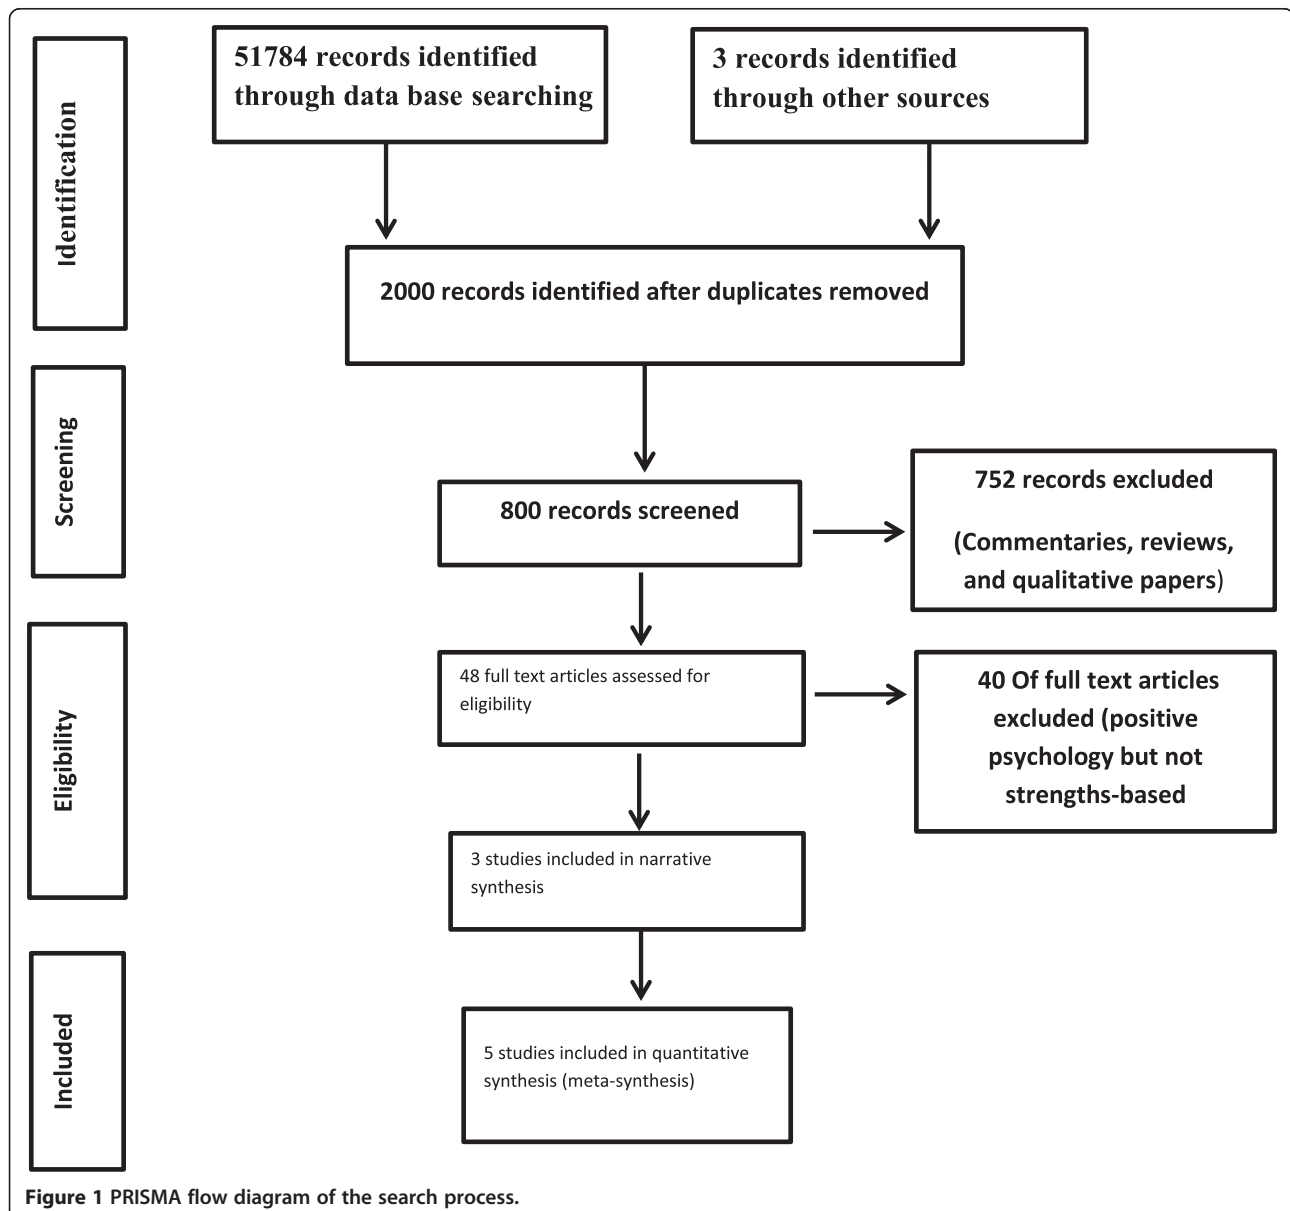 51784 records identified
through data base searching
3 records identified
through other sources
Identification
2000 records identified after duplicates removed
Screening
800 records screened
752 records excluded
(Commentaries, reviews,
and qualitative papers)
Eligibility
48 full text articles assessed for
eligibility
40 Of full text articles
excluded (positive
psychology but not
strengths-based
3 studies included in narrative
synthesis
Included
5 studies included in quantitative
synthesis (meta-synthesis)
Figure 1 PRISMA flow diagram of the search process.